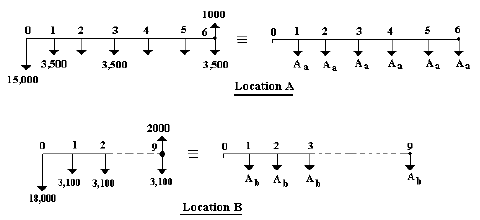 1000
0 1 2 3 4 5 6 ≡ 0 1 2 3 4 5 6
3,500 3,500 3,500 Aa Aa Aa Aa Aa Aa
15,000
Location A
2000
0 1 2 9 ≡ 0 1 2 3 9
3,100 3,100 3,100 Ab Ab Ab Ab
18,000
Location B